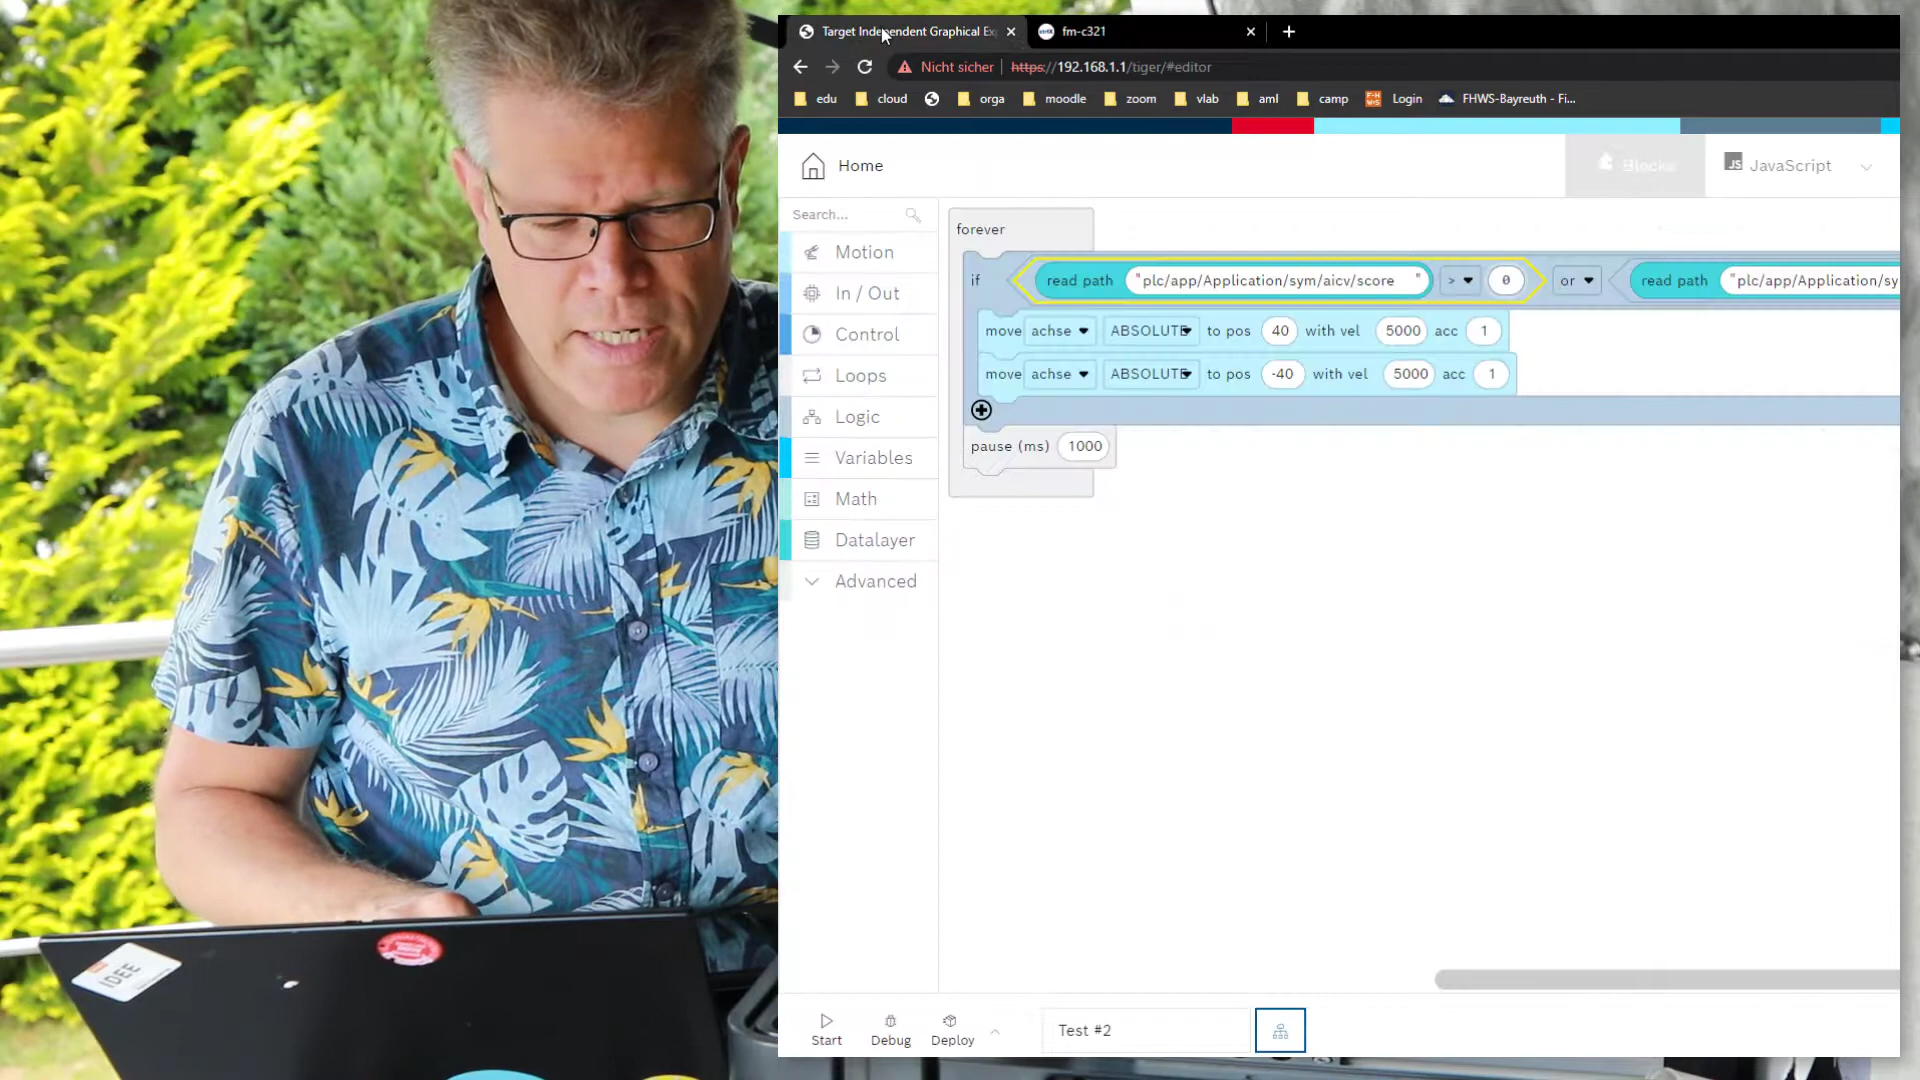 Target Independent Graphical Ex
fm-c321
Nicht sicher https://192.168.1.1/tiger/#editor
edu cloud orga moodle zoom vlab aml camp Login FHWS-Bayreuth - Fi...
Home
Blocks
JS JavaScript
Search...
Motion
In / Out
Control
Loops
Logic
Variables
Math
Datalayer
Advanced
forever
if read path "plc/app/Application/sym/aicv/score " > 0 or read path "plc/app/Application/sy
move achse ABSOLUTE to pos 40 with vel 5000 acc 1
move achse ABSOLUTE to pos -40 with vel 5000 acc 1
pause (ms) 1000
Start
Debug
Deploy
Test #2
IDEE